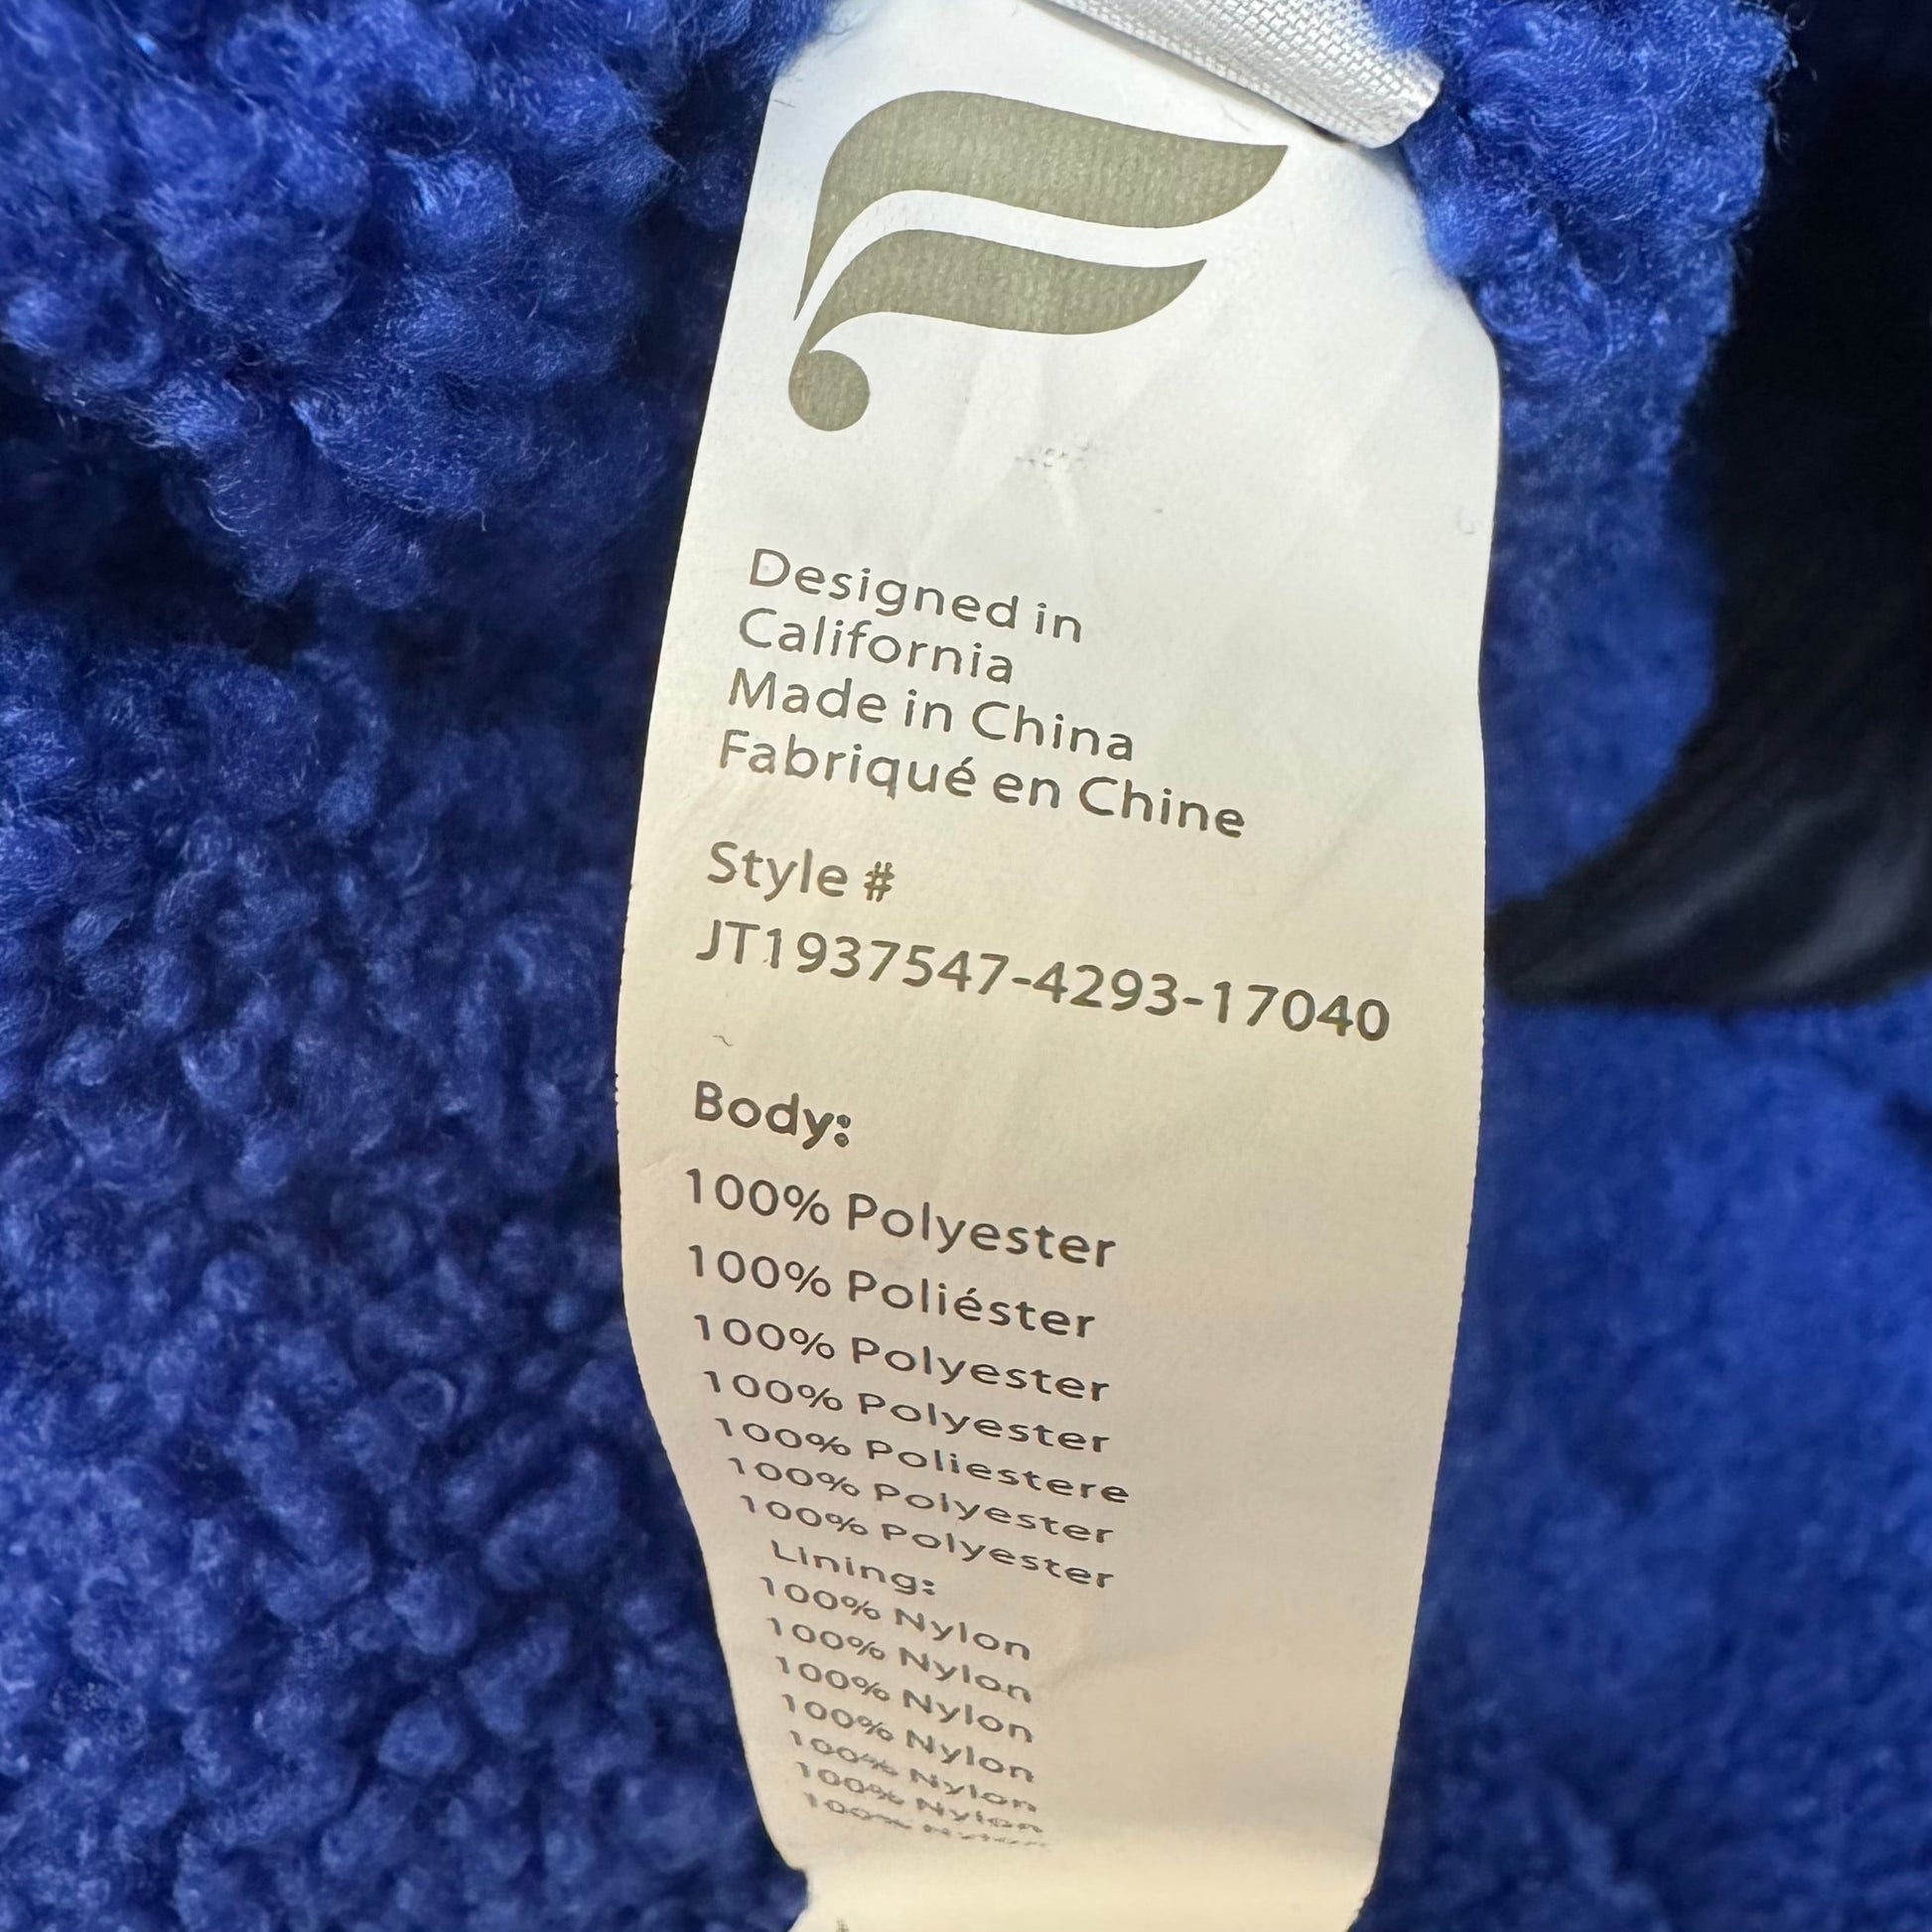 Designed in
California
Made in China
Fabriqué en Chine
Style #
JT1937547-4293-17040
Body:
100% Polyester
100% Poliéster
100% Polyester
100% Polyester
100% Poliestere
100% Polyester
100% Polyester
Lining:
100% Nylon
100% Nylon
100% Nylon
100% Nylon
100% Nylon
100% Nylon
100% Nylon